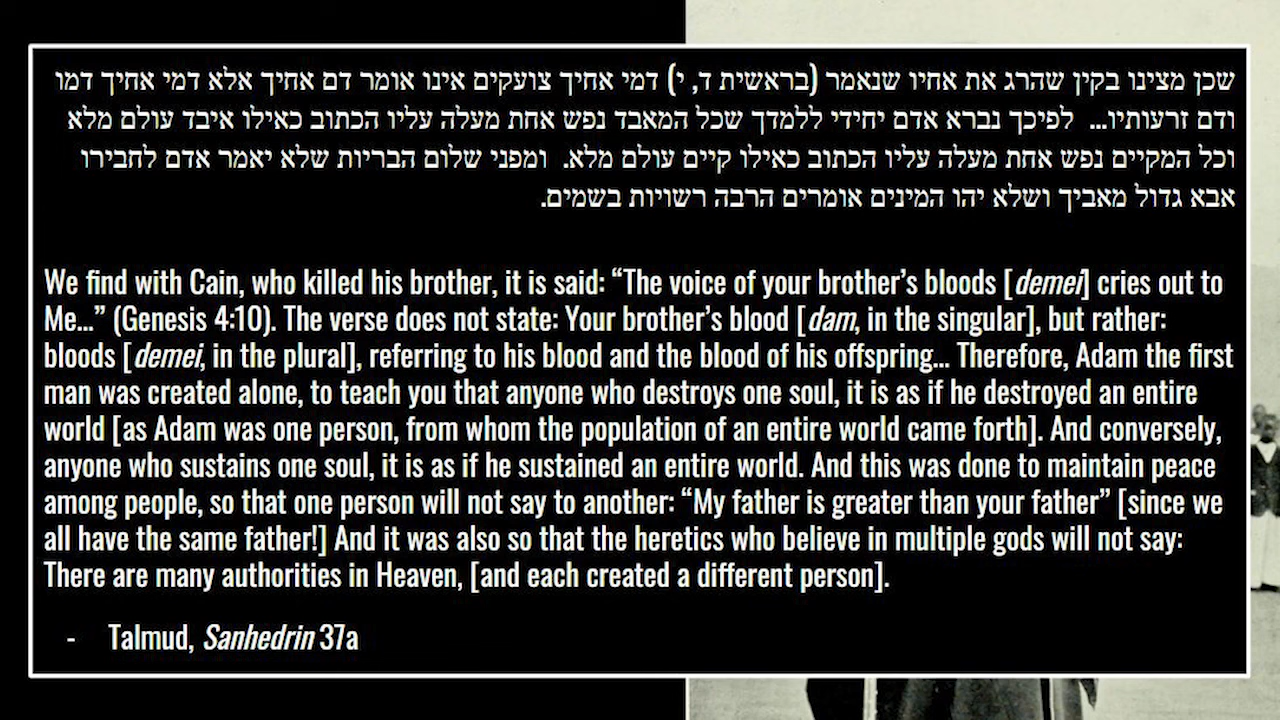 שכן מצינו בקין שהרג את אחיו שנאמר (בראשית ד, י) דמי אחיך צועקים אינו אומר דם אחיך אלא דמי אחיך דמו
ודם זרעותיו... לפיכך נברא אדם יחידי ללמדך שכל המאבד נפש אחת מעלה עליו הכתוב כאילו איבד עולם מלא
וכל המקיים נפש אחת מעלה עליו הכתוב כאילו קיים עולם מלא. ומפני שלום הבריות שלא יאמר אדם לחבירו
אבא גדול מאביך ושלא יהו המינים אומרים הרבה רשויות בשמים.
We find with Cain, who killed his brother, it is said: “The voice of your brother’s bloods [demei] cries out to
Me...” (Genesis 4:10). The verse does not state: Your brother’s blood [dam, in the singular], but rather:
bloods [demei, in the plural], referring to his blood and the blood of his offspring... Therefore, Adam the first
man was created alone, to teach you that anyone who destroys one soul, it is as if he destroyed an entire
world [as Adam was one person, from whom the population of an entire world came forth]. And conversely,
anyone who sustains one soul, it is as if he sustained an entire world. And this was done to maintain peace
among people, so that one person will not say to another: “My father is greater than your father” [since we
all have the same father!] And it was also so that the heretics who believe in multiple gods will not say:
There are many authorities in Heaven, [and each created a different person].
- Talmud, Sanhedrin 37a